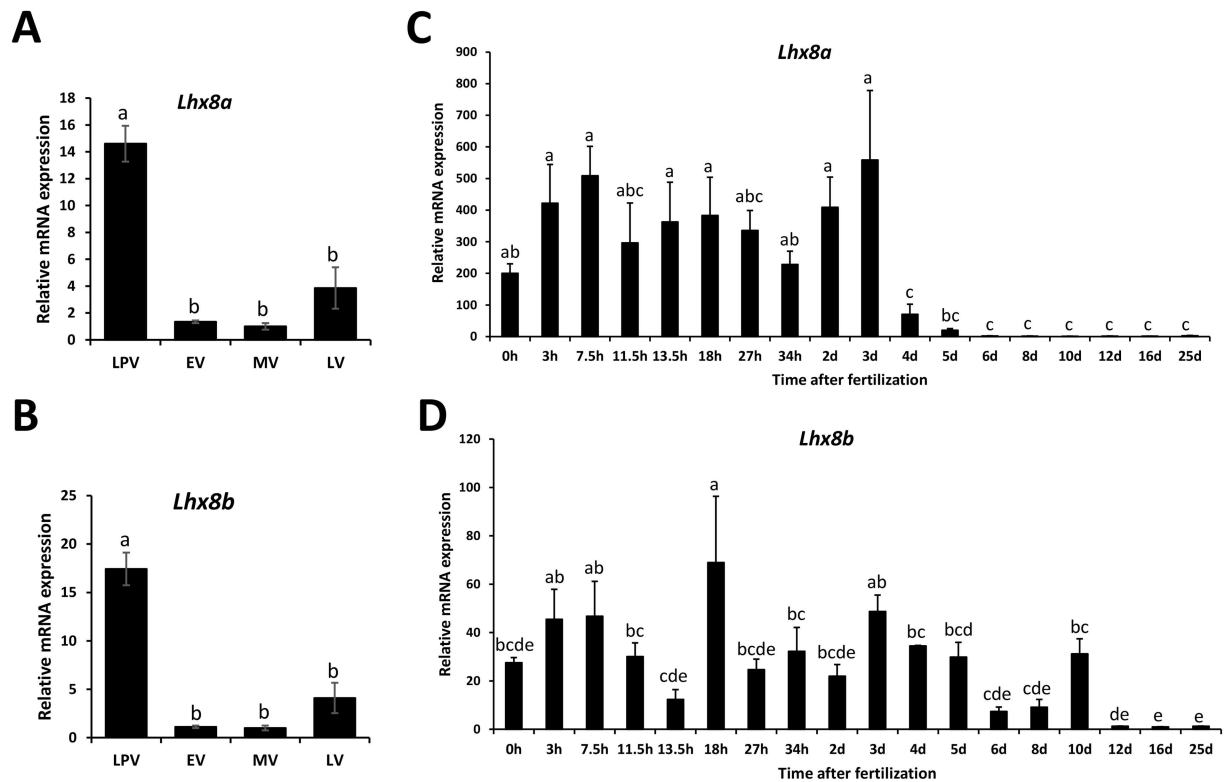 A
Lhx8a
Relative mRNA expression
18
16
14
12
10
8
6
4
2
0
a
b
b
b
LPV EV MV LV
B
Lhx8b
Relative mRNA expression
25
20
15
10
5
0
a
b
b
b
LPV EV MV LV
C
Lhx8a
Relative mRNA expression
900
800
700
600
500
400
300
200
100
0
ab a a abc a a abc ab a a c bc c c c c c c
0h 3h 7.5h 11.5h 13.5h 18h 27h 34h 2d 3d 4d 5d 6d 8d 10d 12d 16d 25d
Time after fertilization
D
Lhx8b
Relative mRNA expression
120
100
80
60
40
20
0
bcde ab ab bc cde a bcde bc bcde ab bc bcd cde cde bc de e e
0h 3h 7.5h 11.5h 13.5h 18h 27h 34h 2d 3d 4d 5d 6d 8d 10d 12d 16d 25d
Time after fertilization